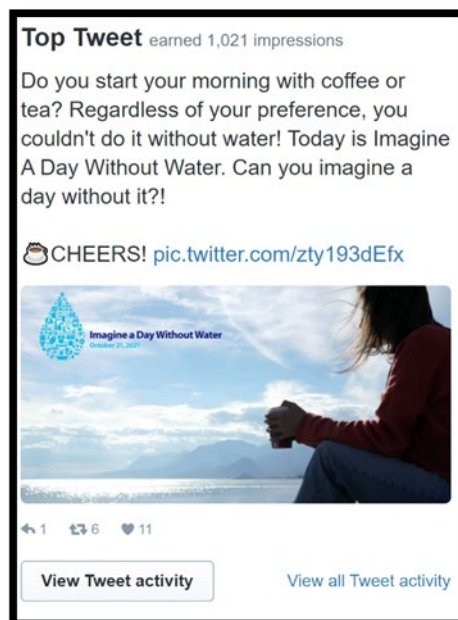 Top Tweet earned 1,021 impressions
Do you start your morning with coffee or
tea? Regardless of your preference, you
couldn't do it without water! Today is Imagine
A Day Without Water. Can you imagine a
day without it?!
☕CHEERS! pic.twitter.com/zty193dEfx
Imagine a Day Without Water
October 21, 2021
1 6 11
View Tweet activity View all Tweet activity